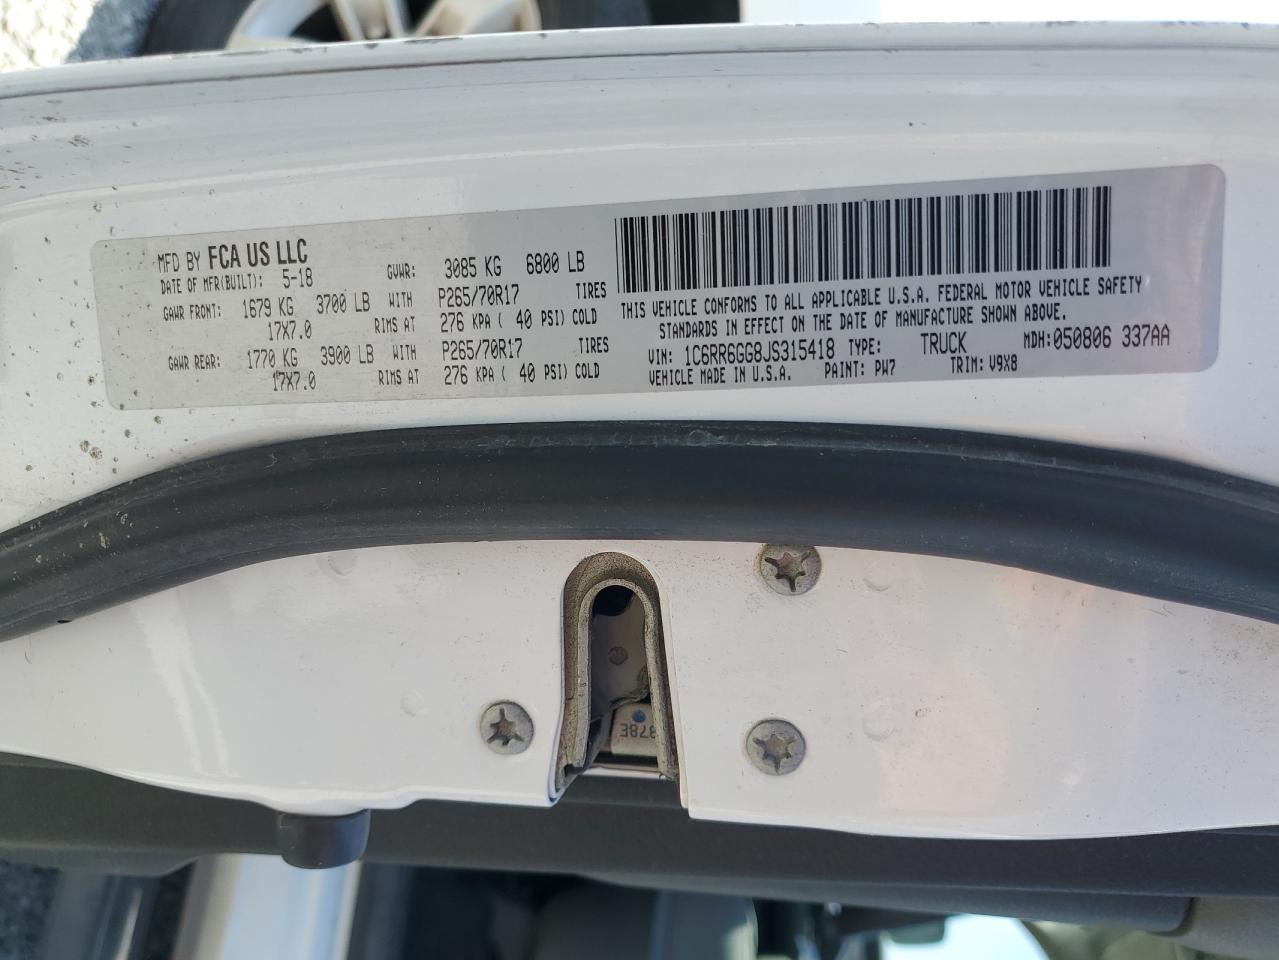 MFD BY FCA US LLC
DATE OF MFR(BUILT): 5-18 GVWR: 3085 KG 6800 LB
GAWR FRONT: 1679 KG 3700 LB WITH P265/70R17 TIRES
17X7.0 RIMS AT 276 KPA ( 40 PSI) COLD
GAWR REAR: 1770 KG 3900 LB WITH P265/70R17 TIRES
17X7.0 RIMS AT 276 KPA ( 40 PSI) COLD
THIS VEHICLE CONFORMS TO ALL APPLICABLE U.S.A. FEDERAL MOTOR VEHICLE SAFETY
STANDARDS IN EFFECT ON THE DATE OF MANUFACTURE SHOWN ABOVE.
VIN: 1C6RR6GG8JS315418 TYPE: TRUCK MDH:050806 337AA
VEHICLE MADE IN U.S.A. PAINT: PW7 TRIM: V9X8